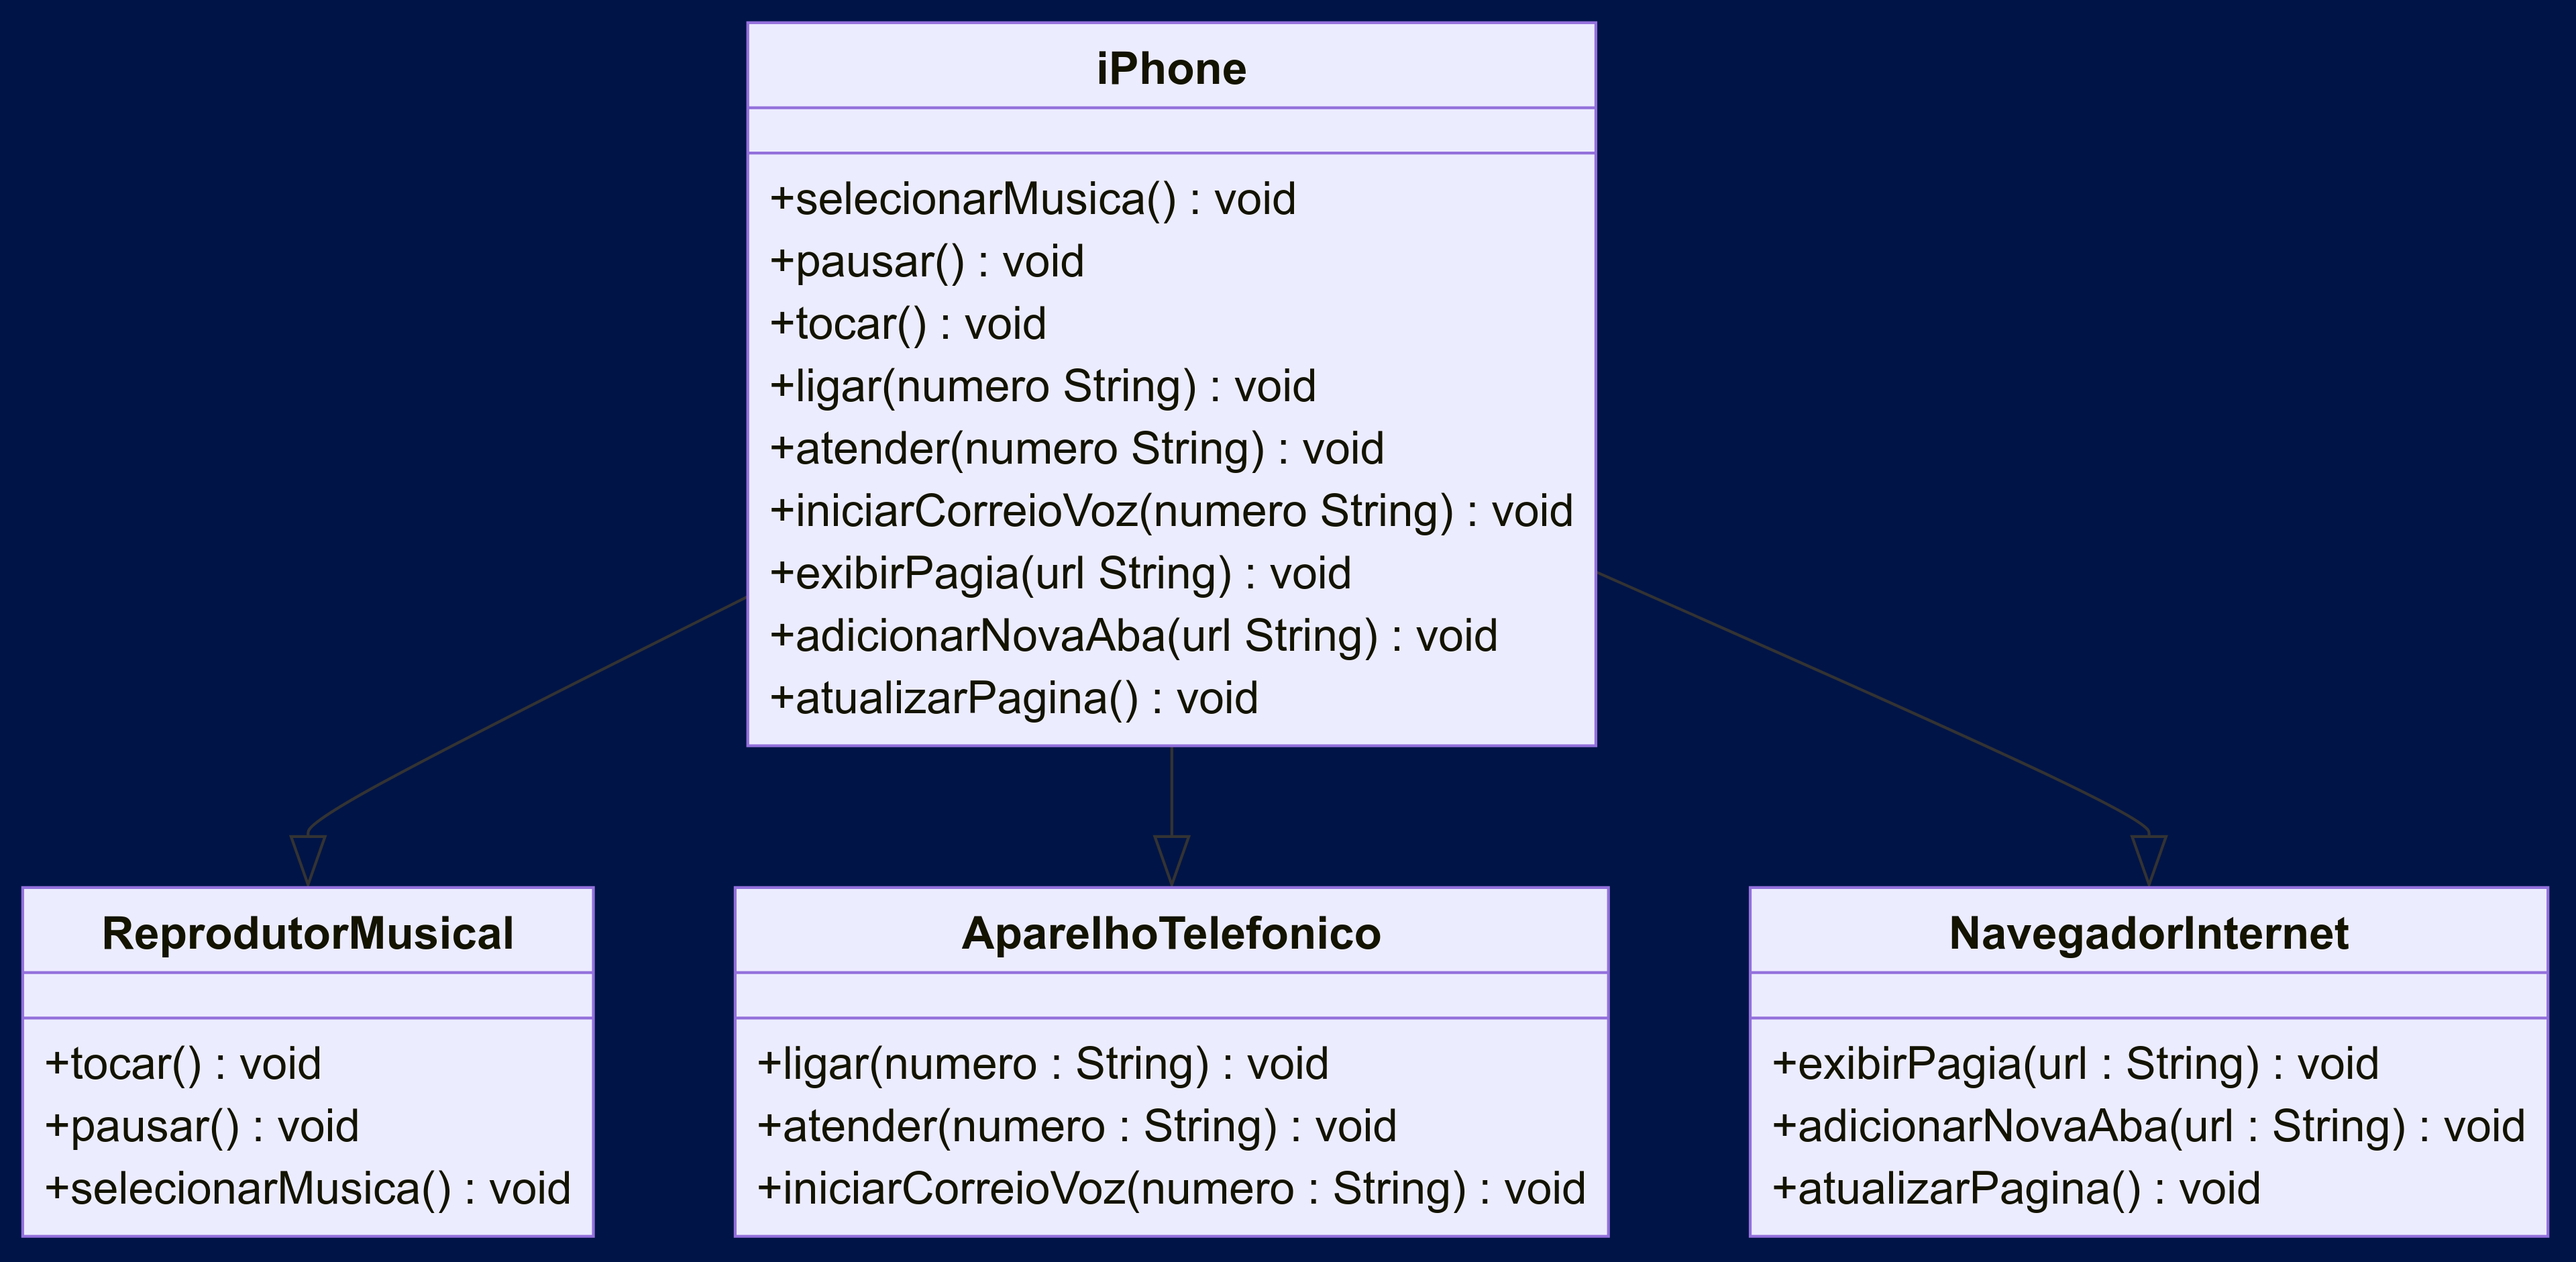 iPhone
+selecionarMusica() : void
+pausar() : void
+tocar() : void
+ligar(numero String) : void
+atender(numero String) : void
+iniciarCorreioVoz(numero String) : void
+exibirPagia(url String) : void
+adicionarNovaAba(url String) : void
+atualizarPagina() : void
ReprodutorMusical
+tocar() : void
+pausar() : void
+selecionarMusica() : void
AparelhoTelefonico
+ligar(numero : String) : void
+atender(numero : String) : void
+iniciarCorreioVoz(numero : String) : void
NavegadorInternet
+exibirPagia(url : String) : void
+adicionarNovaAba(url : String) : void
+atualizarPagina() : void